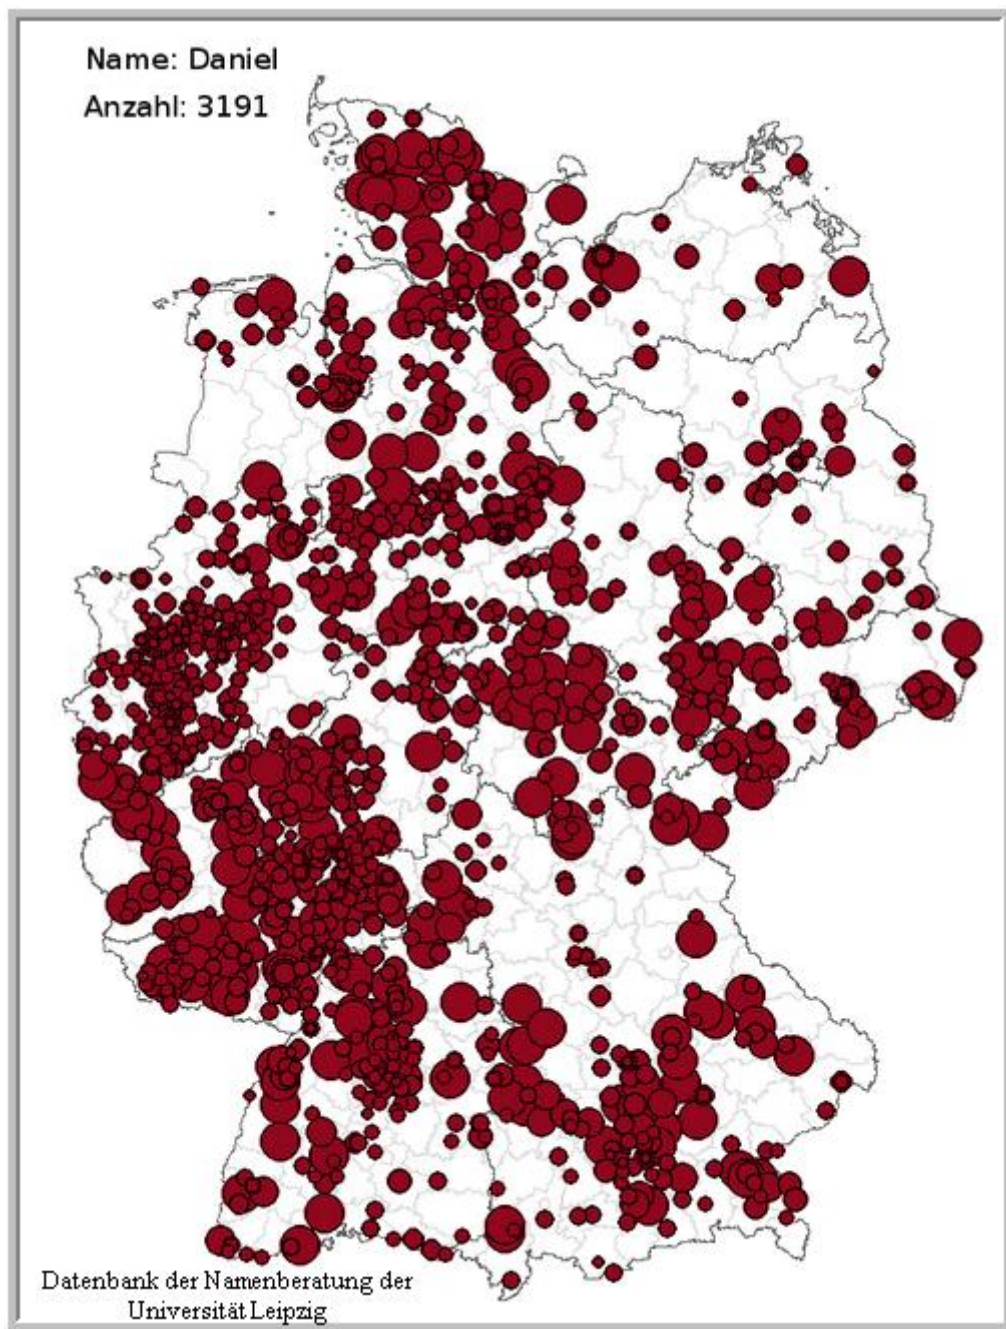 Name: Daniel
Anzahl: 3191
Datenbank der Namenberatung der
Universität Leipzig